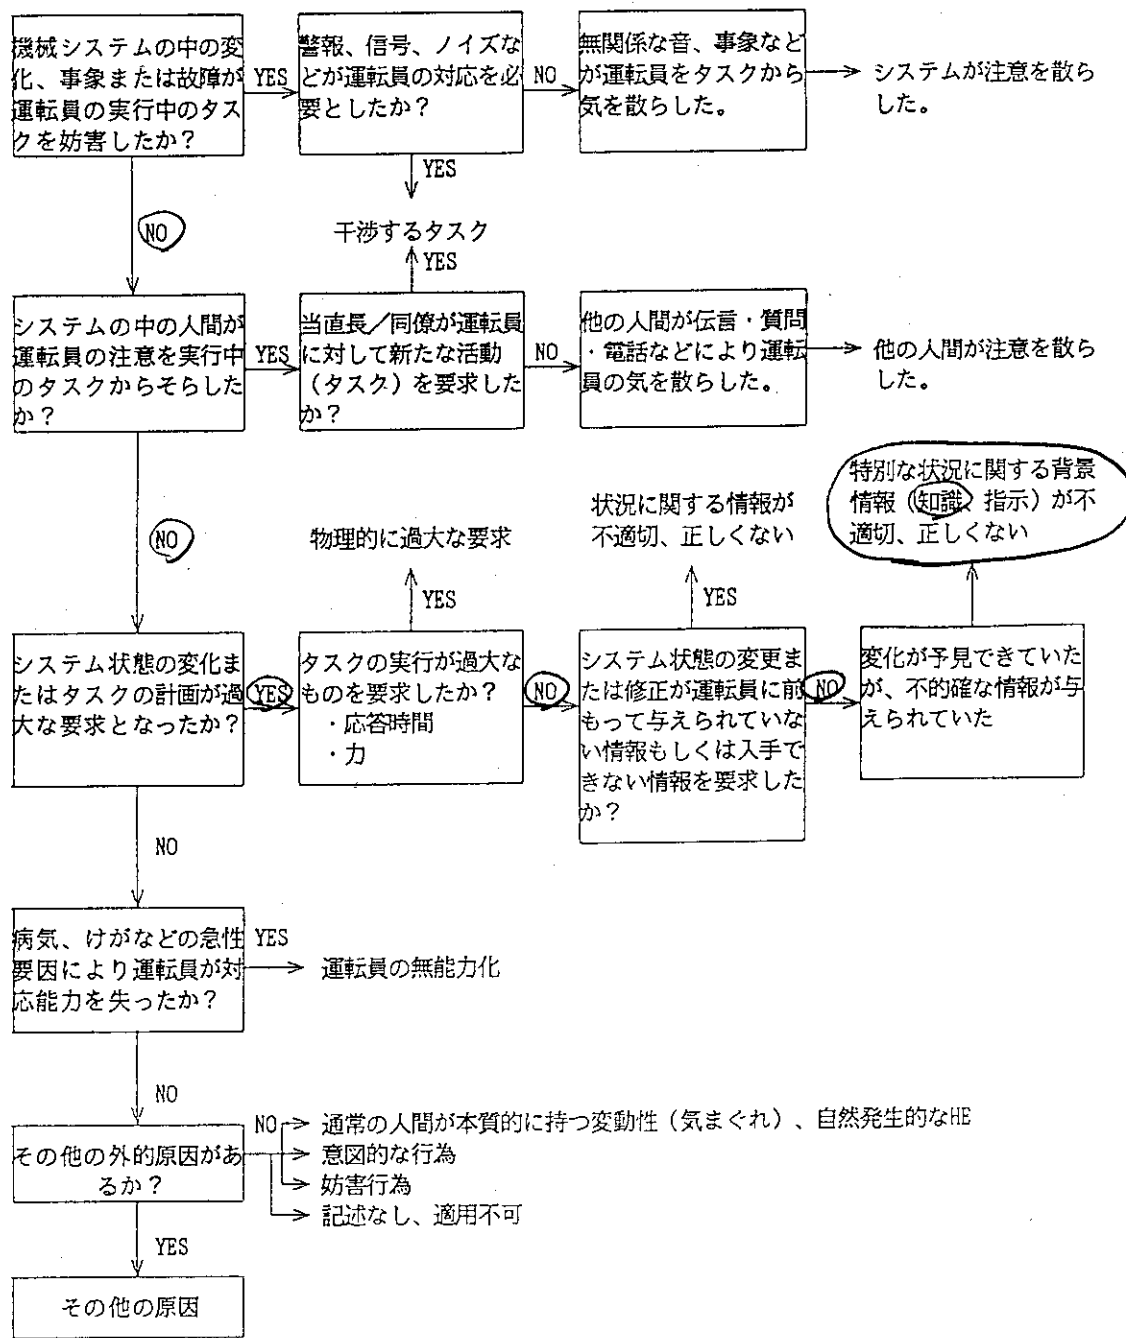 機械システムの中の変
化、事象または故障が
運転員の実行中のタス
クを妨害したか？
YES
警報、信号、ノイズな
どが運転員の対応を必
要としたか？
NO
無関係な音、事象など
が運転員をタスクから
気を散らした。
システムが注意を散ら
した。
YES
NO
干渉するタスク
YES
システムの中の人間が
運転員の注意を実行中
のタスクからそらした
か？
YES
当直長／同僚が運転員
に対して新たな活動
（タスク）を要求した
か？
NO
他の人間が伝言・質問
・電話などにより運転
員の気を散らした。
他の人間が注意を散ら
した。
NO
物理的に過大な要求
YES
状況に関する情報が
不適切、正しくない
YES
特別な状況に関する背景
情報（知識、指示）が不
適切、正しくない
システム状態の変化ま
たはタスクの計画が過
大な要求となったか？
YES
タスクの実行が過大な
ものを要求したか？
・応答時間
・力
NO
システム状態の変更ま
たは修正が運転員に前
もって与えられていな
い情報もしくは入手で
きない情報を要求した
か？
NO
変化が予見できていた
が、不的確な情報が与
えられていた
NO
病気、けがなどの急性
要因により運転員が対
応能力を失ったか？
YES
運転員の無能力化
NO
その他の外的原因があ
るか？
NO
通常の人間が本質的に持つ変動性（気まぐれ）、自然発生的なHE
意図的な行為
妨害行為
記述なし、適用不可
YES
その他の原因